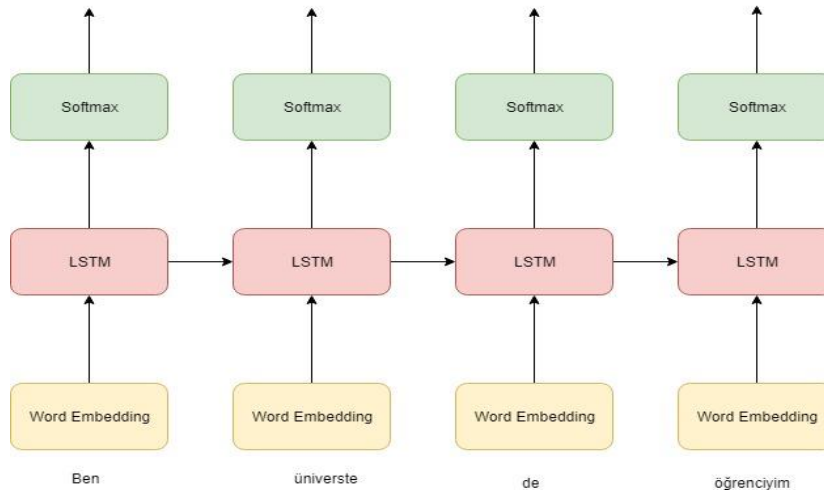 Softmax Softmax Softmax Softmax
LSTM LSTM LSTM LSTM
Word Embedding Word Embedding Word Embedding Word Embedding
Ben üniverste de öğrenciyim